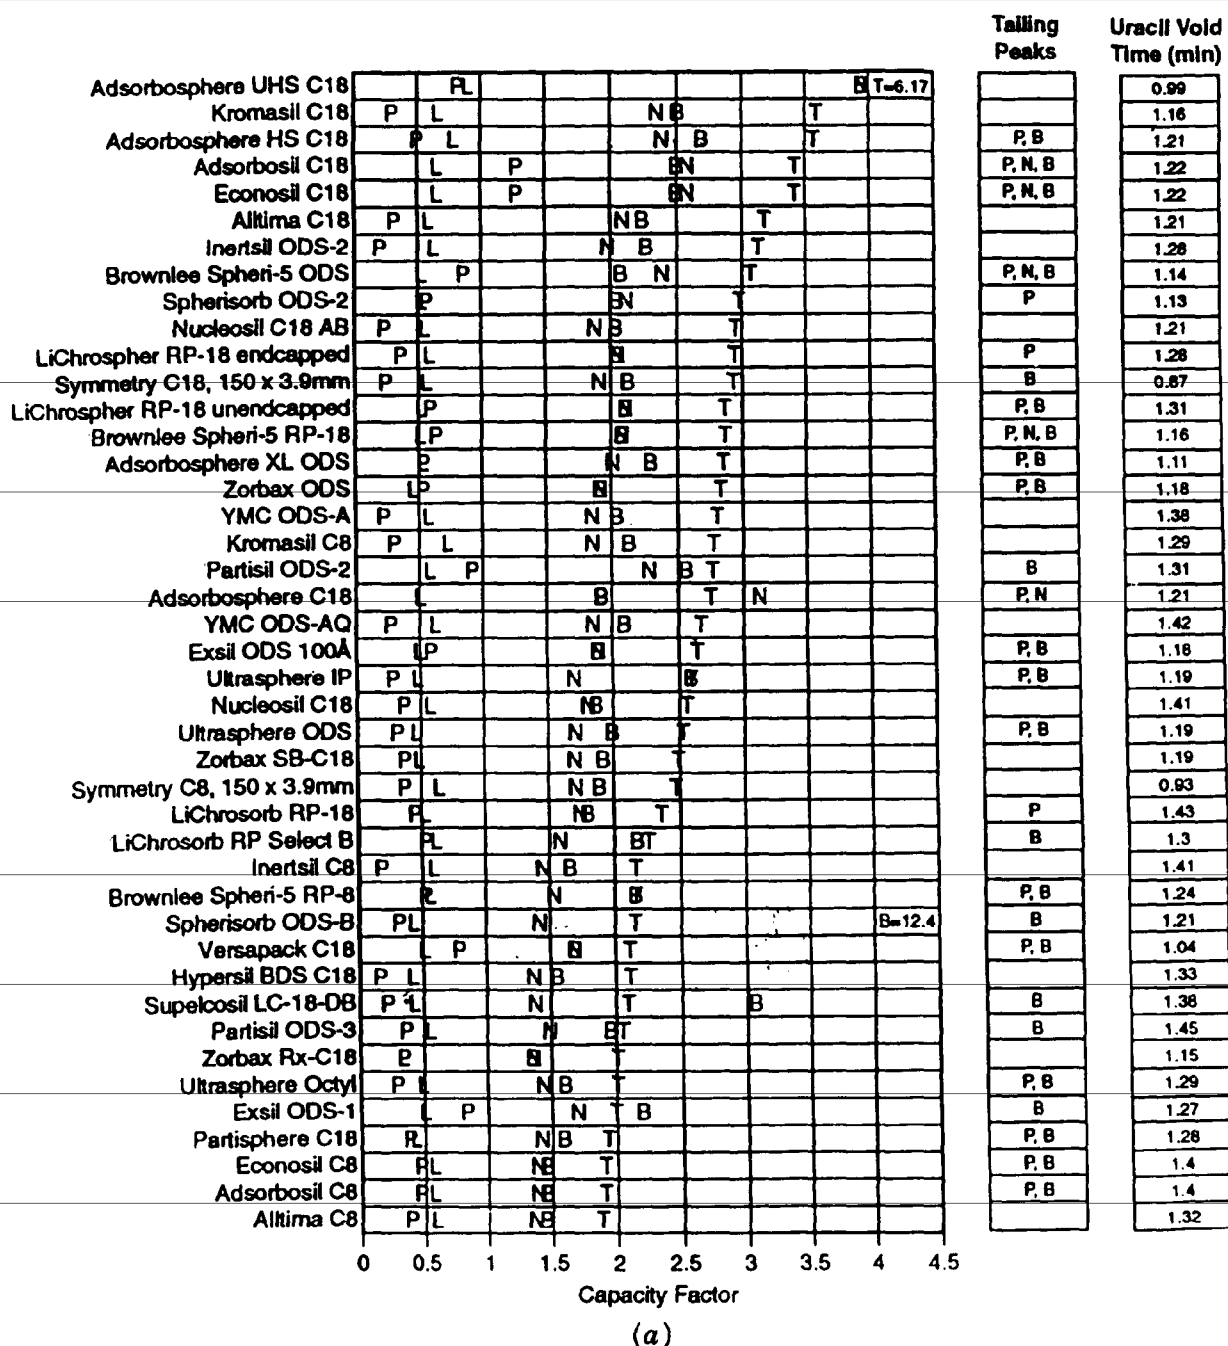 Tailing Peaks Uracil Void Time (min)
Adsorbosphere UHS C18 P L B N T=6.17 0.99
Kromasil C18 P L N B T 1.16
Adsorbosphere HS C18 P L N B T P, B 1.21
Adsorbosil C18 L P B N T P, N, B 1.22
Econosil C18 L P B N T P, N, B 1.22
Alltima C18 P L N B T 1.21
Inertsil ODS-2 P L N B T 1.28
Brownlee Spheri-5 ODS L P B N T P, N, B 1.14
Spherisorb ODS-2 L P B N T P 1.13
Nucleosil C18 AB P L N B T 1.21
LiChrospher RP-18 endcapped P L B N T P 1.28
Symmetry C18, 150 x 3.9mm P L N B T B 0.87
LiChrospher RP-18 unendcapped L P B N T P, B 1.31
Brownlee Spheri-5 RP-18 L P B N T P, N, B 1.16
Adsorbosphere XL ODS L P N B T P, B 1.11
Zorbax ODS L P B N T P, B 1.18
YMC ODS-A P L N B T 1.38
Kromasil C8 P L N B T 1.29
Partisil ODS-2 L P N B T B 1.31
Adsorbosphere C18 L B T N P, N 1.21
YMC ODS-AQ P L N B T 1.42
Exsil ODS 100Å L P B N T P, B 1.18
Ultrasphere IP P L N B T P, B 1.19
Nucleosil C18 P L N B T 1.41
Ultrasphere ODS P L N B T P, B 1.19
Zorbax SB-C18 P L N B T 1.19
Symmetry C8, 150 x 3.9mm P L N B T 0.93
LiChrosorb RP-18 P L N B T P 1.43
LiChrosorb RP Select B P L N B T B 1.3
Inertsil C8 P L N B T 1.41
Brownlee Spheri-5 RP-8 P L N B T P, B 1.24
Spherisorb ODS-B P L N T B=12.4 B 1.21
Versapack C18 L P B N T P, B 1.04
Hypersil BDS C18 P L N B T 1.33
Supelcosil LC-18-DB P L N T B B 1.38
Partisil ODS-3 P L N B T B 1.45
Zorbax Rx-C18 P L B N T 1.15
Ultrasphere Octyl P L N B T P, B 1.29
Exsil ODS-1 L P N T B B 1.27
Partisphere C18 P L N B T P, B 1.28
Econosil C8 P L N B T P, B 1.4
Adsorbosil C8 P L N B T P, B 1.4
Alltima C8 P L N B T 1.32
0 0.5 1 1.5 2 2.5 3 3.5 4 4.5
Capacity Factor
(a)